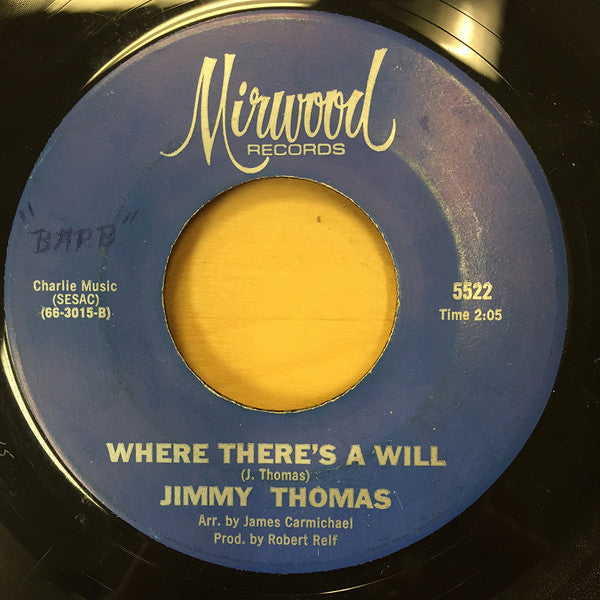 Mirwood
RECORDS
"BARB"
Charlie Music
(SESAC)
(66-3015-B)
5522
Time 2:05
WHERE THERE'S A WILL
(J. Thomas)
JIMMY THOMAS
Arr. by James Carmichael
Prod. by Robert Relf